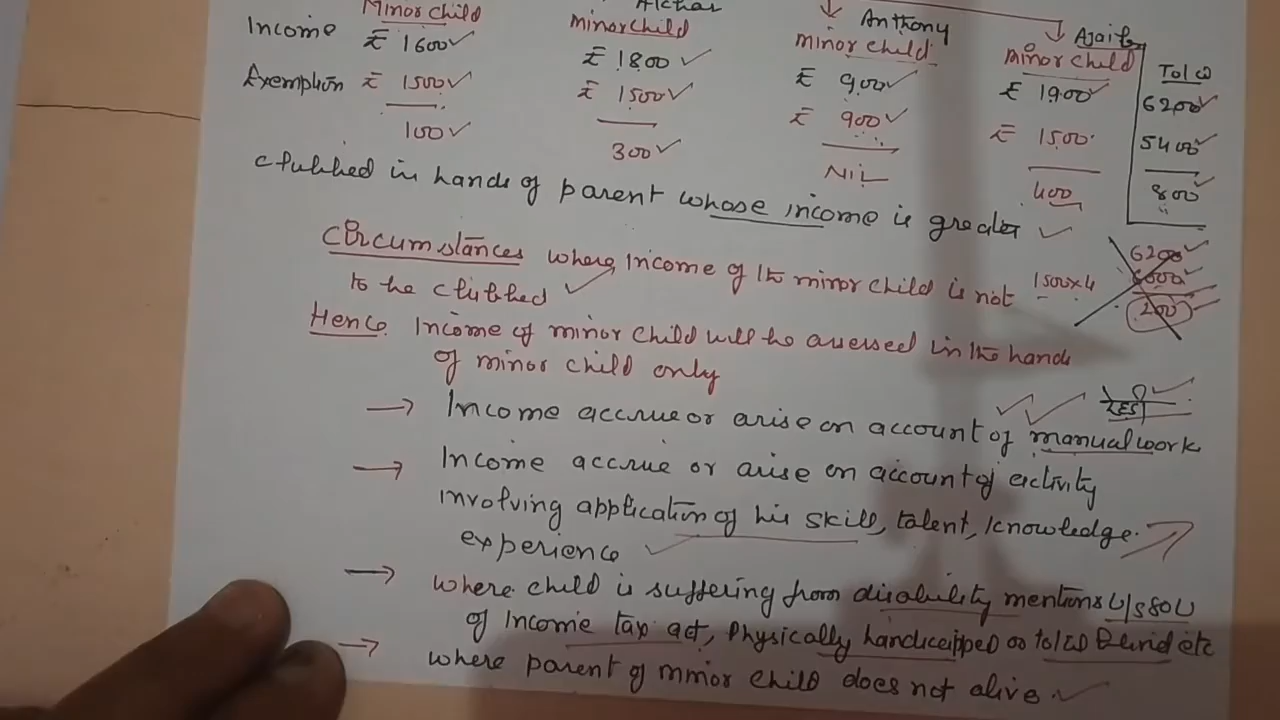 Minor child Akhar Anthony Ajaita
Income ₹ 1600 minor child ₹ 1800 minor child ₹ 900 minor child ₹ 1900 Total 6200
Exemption ₹ 1500 ₹ 1500 ₹ 900 ₹ 1500 5400
100 300 NIL 400 800
clubbed in hands of parent whose income is greater
Circumstances where income of the minor child is not 1500x4 6200
to be clubbed 6000
200
Hence Income of minor child will be assessed in the hands
of minor child only
→ Income accrue or arise on account of manual work
→ Income accrue or arise on account of activity
involving application of his skill, talent, knowledge.
experience
→ where child is suffering from disability mentions U/s 80U
of Income tax act, Physically handicapped or total Blind etc
→ where parent of minor child does not alive